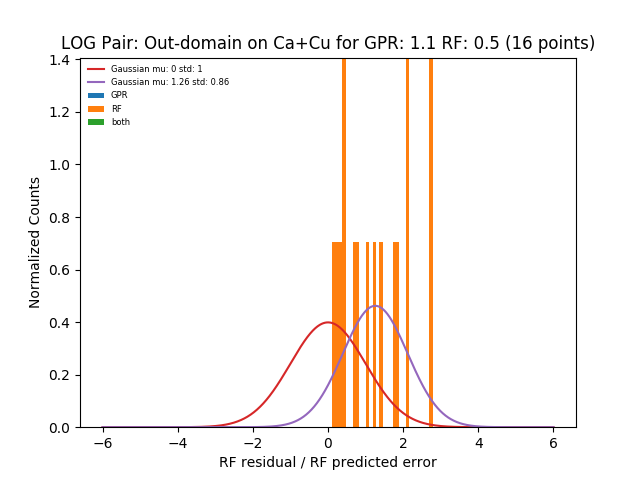 LOG Pair: Out-domain on Ca+Cu for GPR: 1.1 RF: 0.5 (16 points)
Gaussian mu: 0 std: 1
Gaussian mu: 1.26 std: 0.86
GPR
RF
both
Normalized Counts
1.4
1.2
1.0
0.8
0.6
0.4
0.2
0.0
−6 −4 −2 0 2 4 6
RF residual / RF predicted error